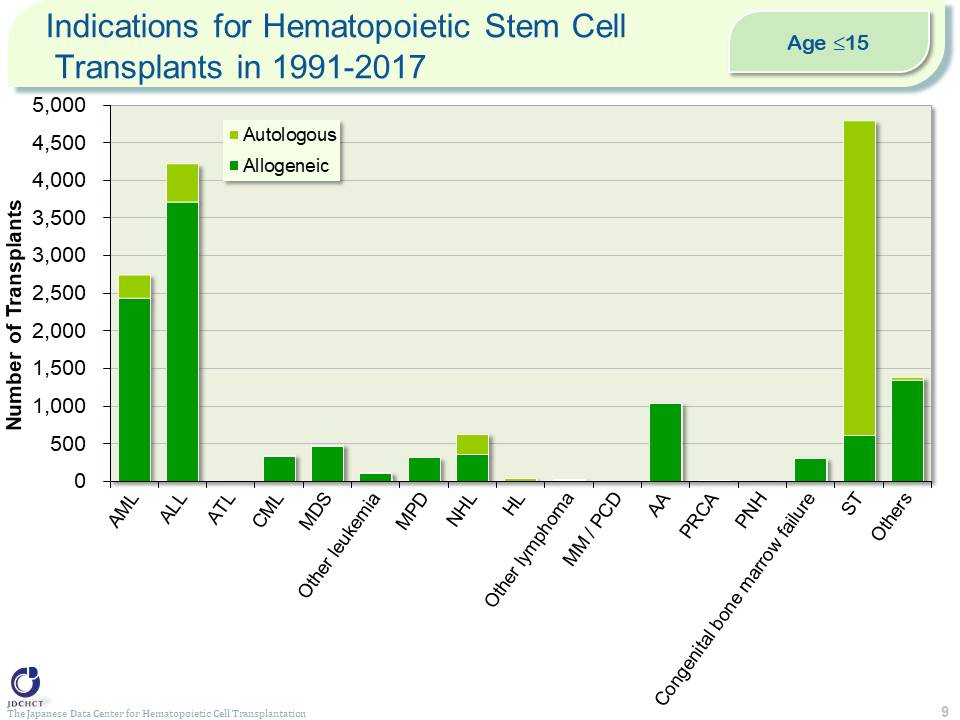 Indications for Hematopoietic Stem Cell
Transplants in 1991-2017
Age ≤15
5,000
4,500
4,000
3,500
3,000
2,500
2,000
1,500
1,000
500
0
Number of Transplants
Autologous
Allogeneic
AML
ALL
ATL
CML
MDS
Other leukemia
MPD
NHL
HL
Other lymphoma
MM / PCD
AA
PRCA
PNH
Congenital bone marrow failure
ST
Others
JDCHCT
The Japanese Data Center for Hematopoietic Cell Transplantation
9